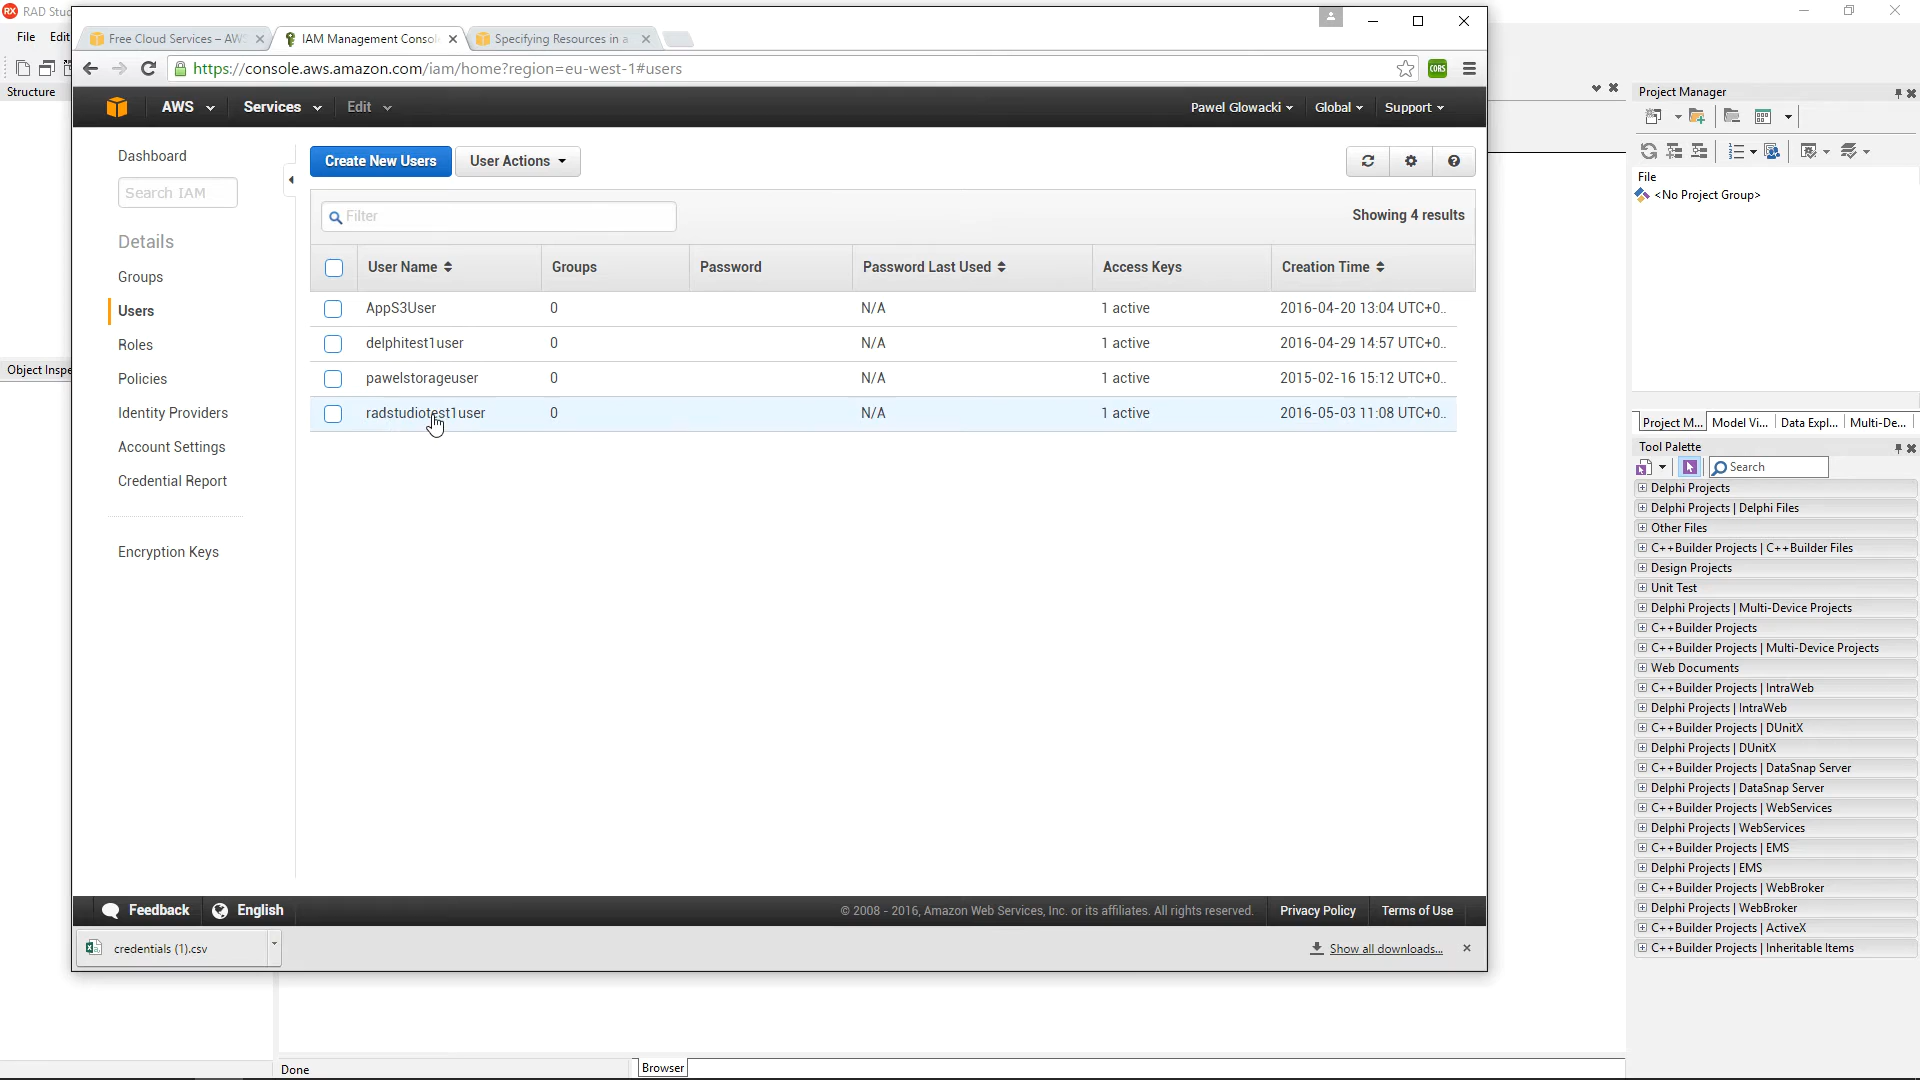 RAD Stud
File Edit
Structure
Object Inspe
Free Cloud Services – AWS
IAM Management Conso
Specifying Resources in a
https://console.aws.amazon.com/iam/home?region=eu-west-1#users
CORS
AWS
Services
Edit
Pawel Glowacki
Global
Support
Dashboard
Search IAM
Details
Groups
Users
Roles
Policies
Identity Providers
Account Settings
Credential Report
Encryption Keys
Create New Users
User Actions
Filter
Showing 4 results
User Name Groups Password Password Last Used Access Keys Creation Time
AppS3User 0 N/A 1 active 2016-04-20 13:04 UTC+0..
delphitest1user 0 N/A 1 active 2016-04-29 14:57 UTC+0..
pawelstorageuser 0 N/A 1 active 2015-02-16 15:12 UTC+0..
radstudiotest1user 0 N/A 1 active 2016-05-03 11:08 UTC+0..
Feedback
English
© 2008 - 2016, Amazon Web Services, Inc. or its affiliates. All rights reserved.
Privacy Policy
Terms of Use
credentials (1).csv
Show all downloads...
Done
Browser
Project Manager
File
<No Project Group>
Project M... Model Vi... Data Expl... Multi-De...
Tool Palette
Search
Delphi Projects
Delphi Projects | Delphi Files
Other Files
C++Builder Projects | C++Builder Files
Design Projects
Unit Test
Delphi Projects | Multi-Device Projects
C++Builder Projects
C++Builder Projects | Multi-Device Projects
Web Documents
C++Builder Projects | IntraWeb
Delphi Projects | IntraWeb
C++Builder Projects | DUnitX
Delphi Projects | DUnitX
C++Builder Projects | DataSnap Server
Delphi Projects | DataSnap Server
C++Builder Projects | WebServices
Delphi Projects | WebServices
C++Builder Projects | EMS
Delphi Projects | EMS
C++Builder Projects | WebBroker
Delphi Projects | WebBroker
C++Builder Projects | ActiveX
C++Builder Projects | Inheritable Items